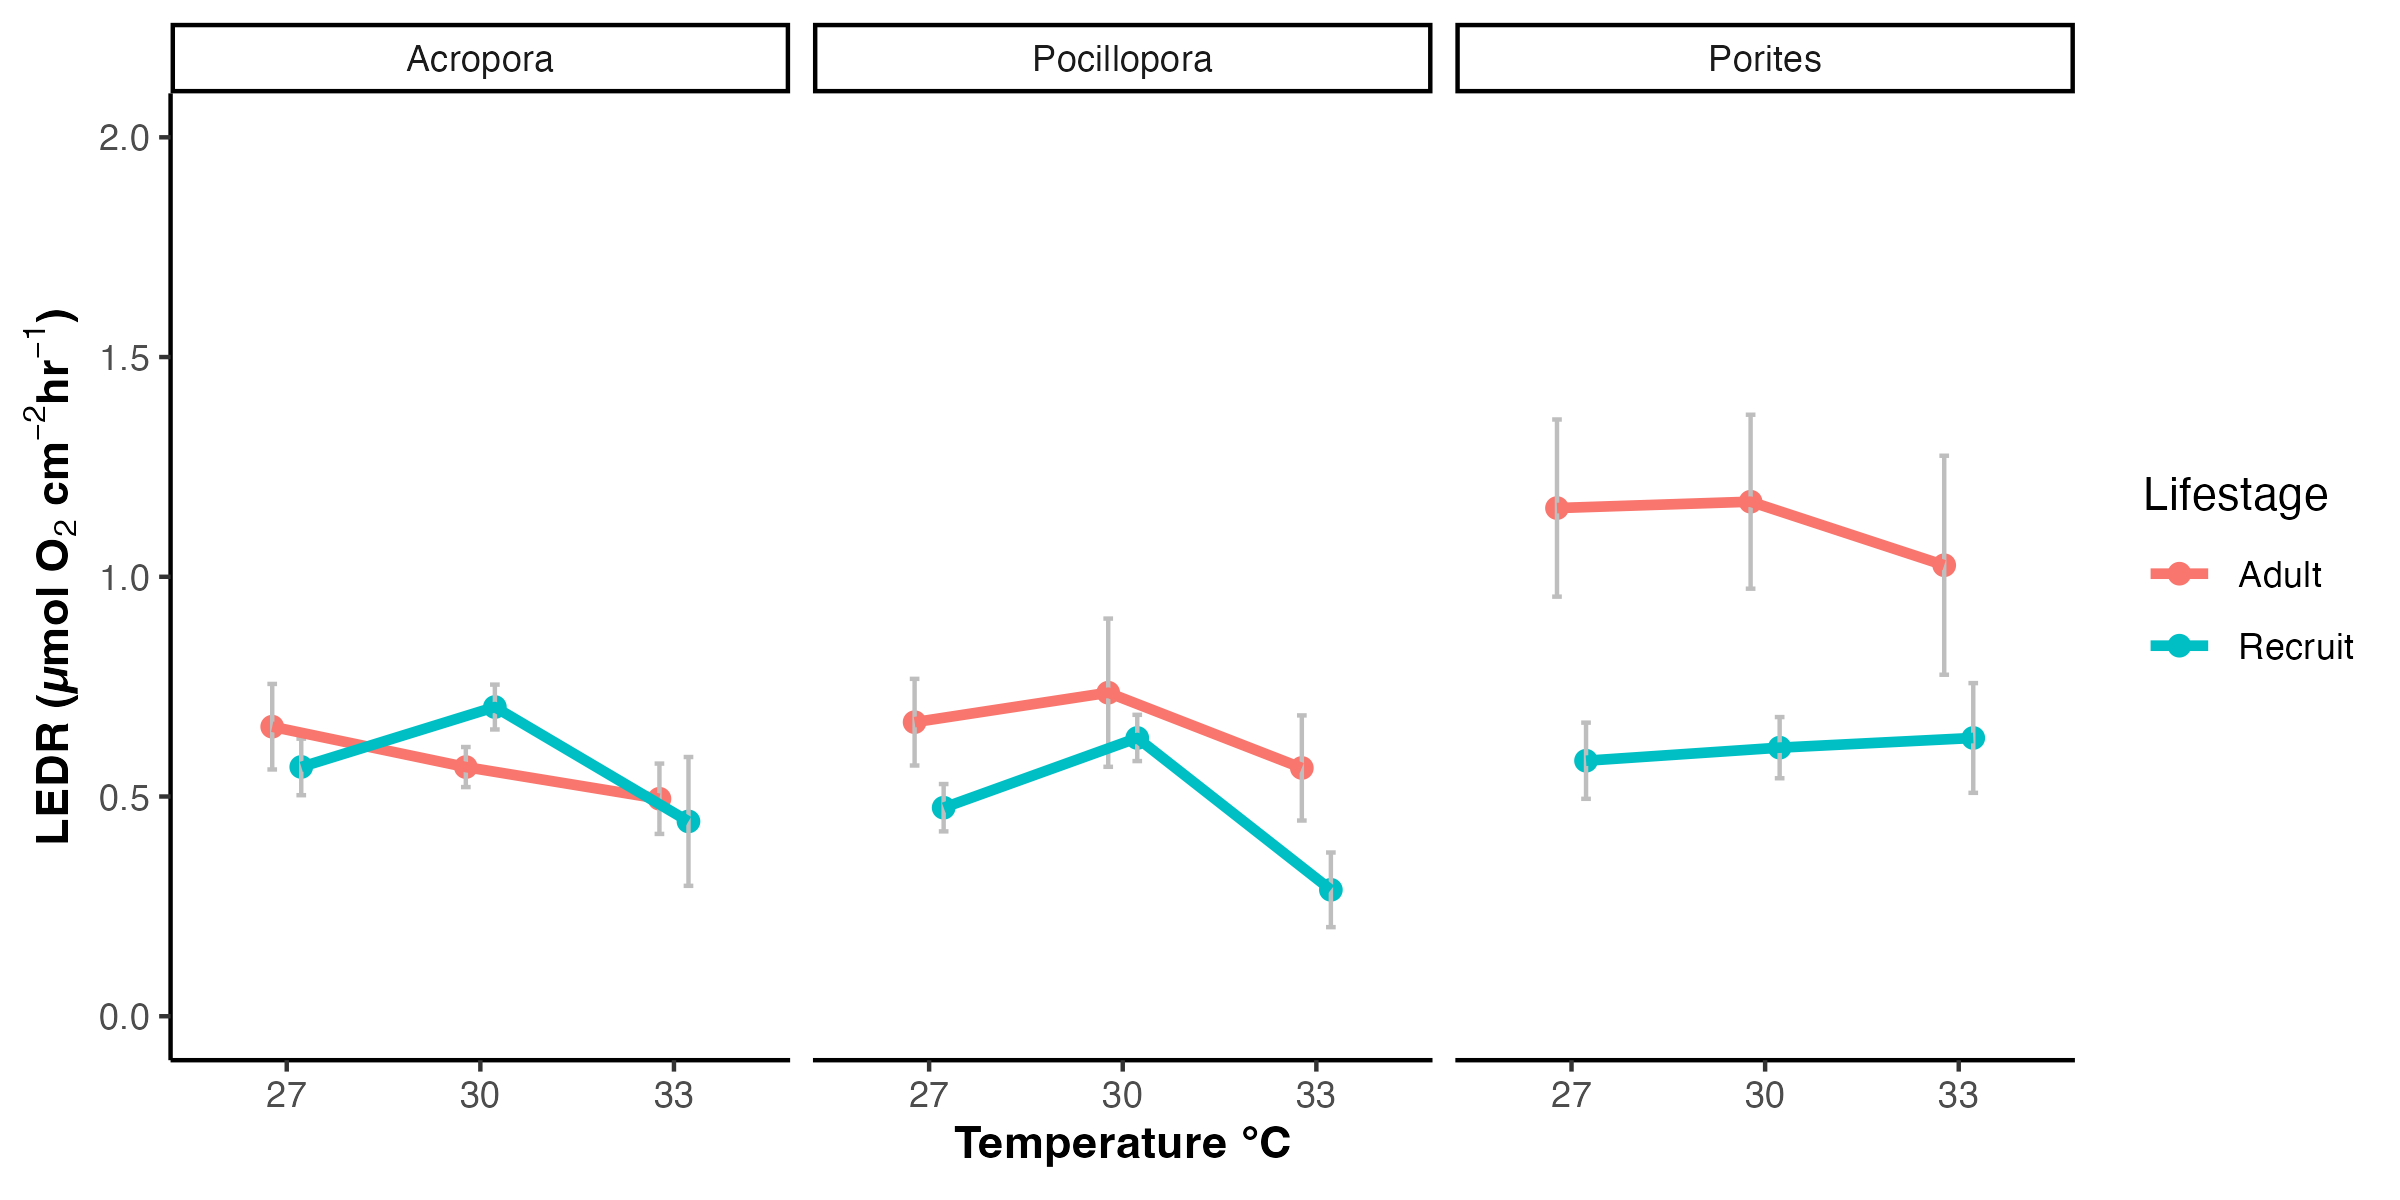 Acropora
Pocillopora
Porites
2.0
1.5
1.0
0.5
0.0
LEDR (µmol O₂ cm⁻²hr⁻¹)
27 30 33
27 30 33
27 30 33
Temperature °C
Lifestage
Adult
Recruit